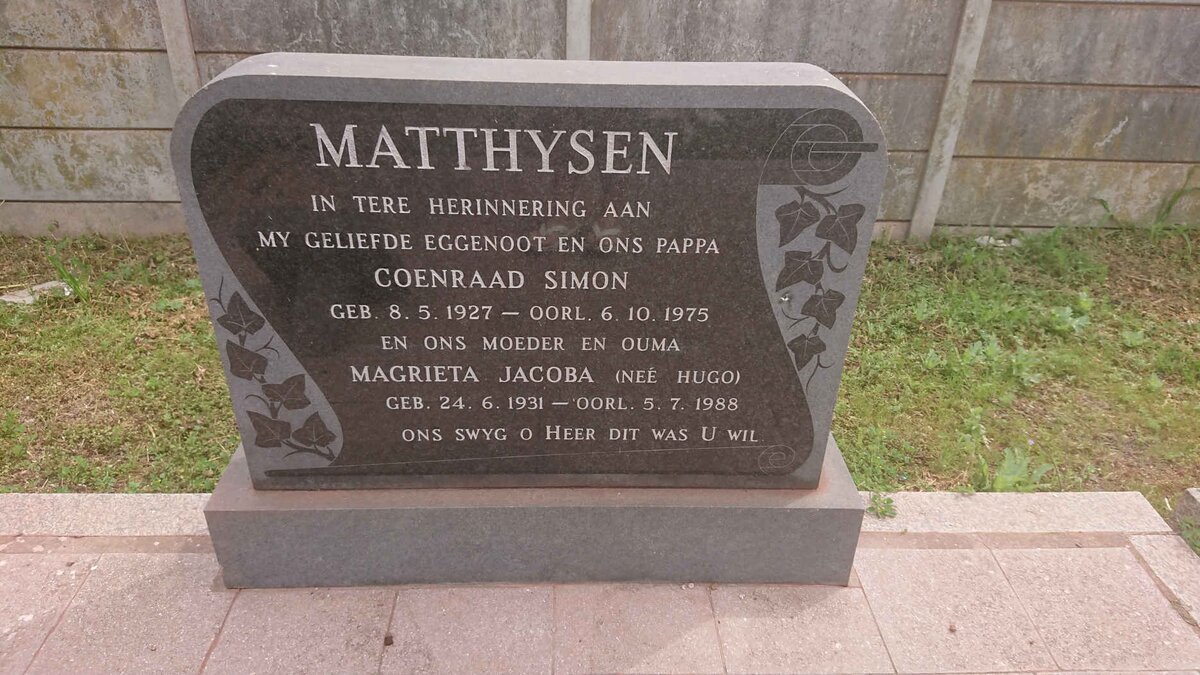 MATTHYSEN
IN TERE HERINNERING AAN
MY GELIEFDE EGGENOOT EN ONS PAPPA
COENRAAD SIMON
GEB. 8. 5. 1927 — OORL. 6. 10. 1975
EN ONS MOEDER EN OUMA
MAGRIETA JACOBA (NEÉ HUGO)
GEB. 24. 6. 1931 — OORL. 5. 7. 1988
ONS SWYG O HEER DIT WAS U WIL